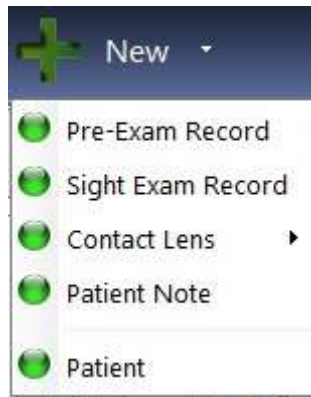 New
Pre-Exam Record
Sight Exam Record
Contact Lens
Patient Note
Patient